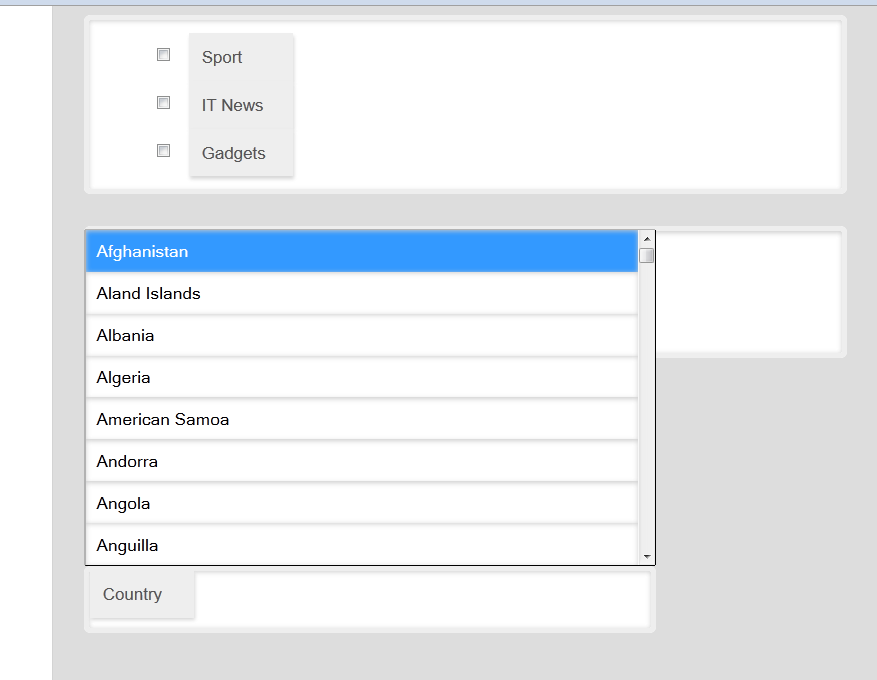 Sport
IT News
Gadgets
Afghanistan
Aland Islands
Albania
Algeria
American Samoa
Andorra
Angola
Anguilla
Country